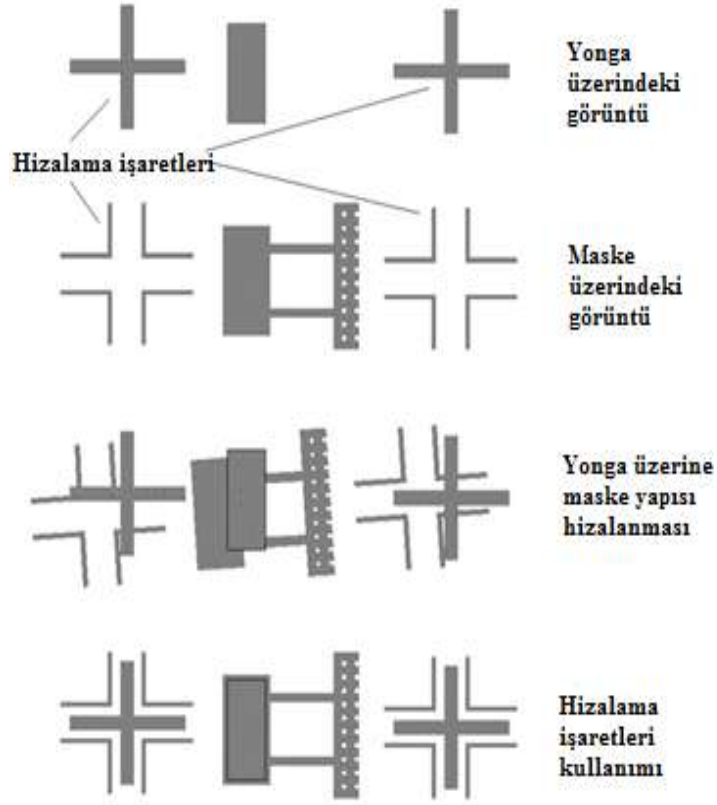 Yonga
üzerindeki
görüntü
Hizalama işaretleri
Maske
üzerindeki
görüntü
Yonga üzerine
maske yapısı
hizalanması
Hizalama
işaretleri
kullanımı